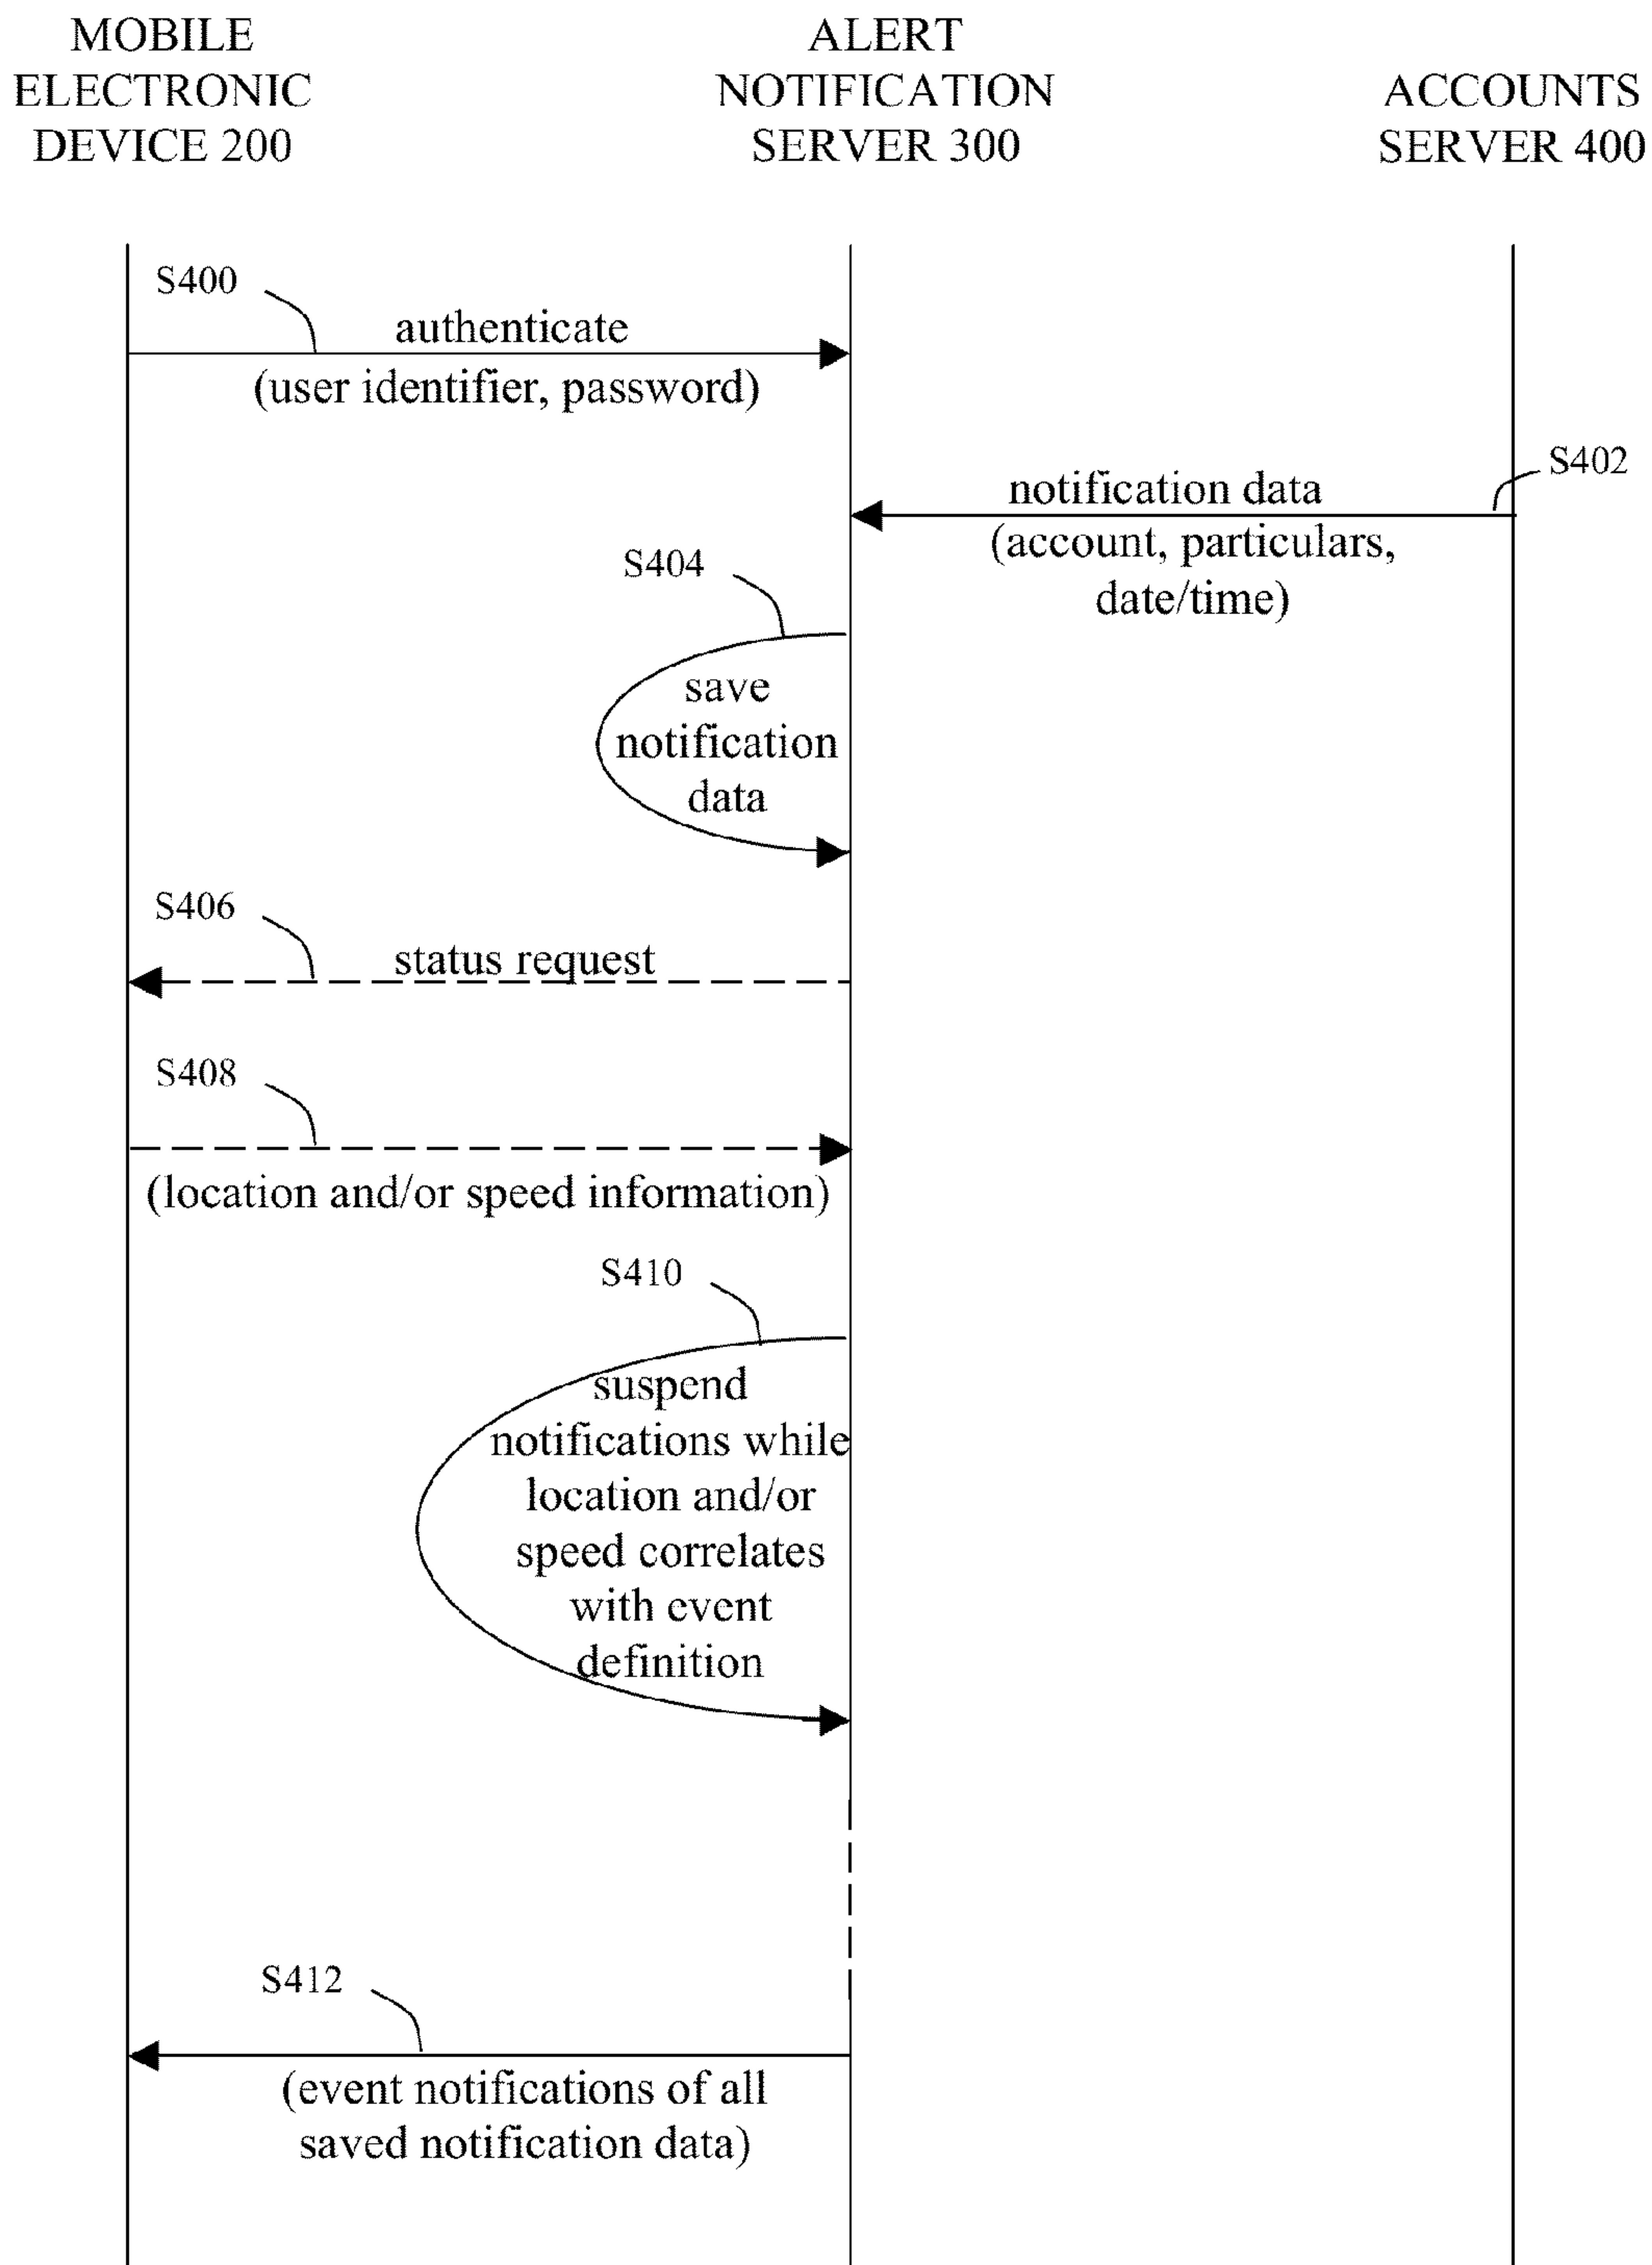 MOBILE
ELECTRONIC
DEVICE 200
ALERT
NOTIFICATION
SERVER 300
ACCOUNTS
SERVER 400
S400
authenticate
(user identifier, password)
S402
notification data
(account, particulars,
date/time)
S404
save
notification
data
S406
status request
S408
(location and/or speed information)
S410
suspend
notifications while
location and/or
speed correlates
with event
definition
S412
(event notifications of all
saved notification data)